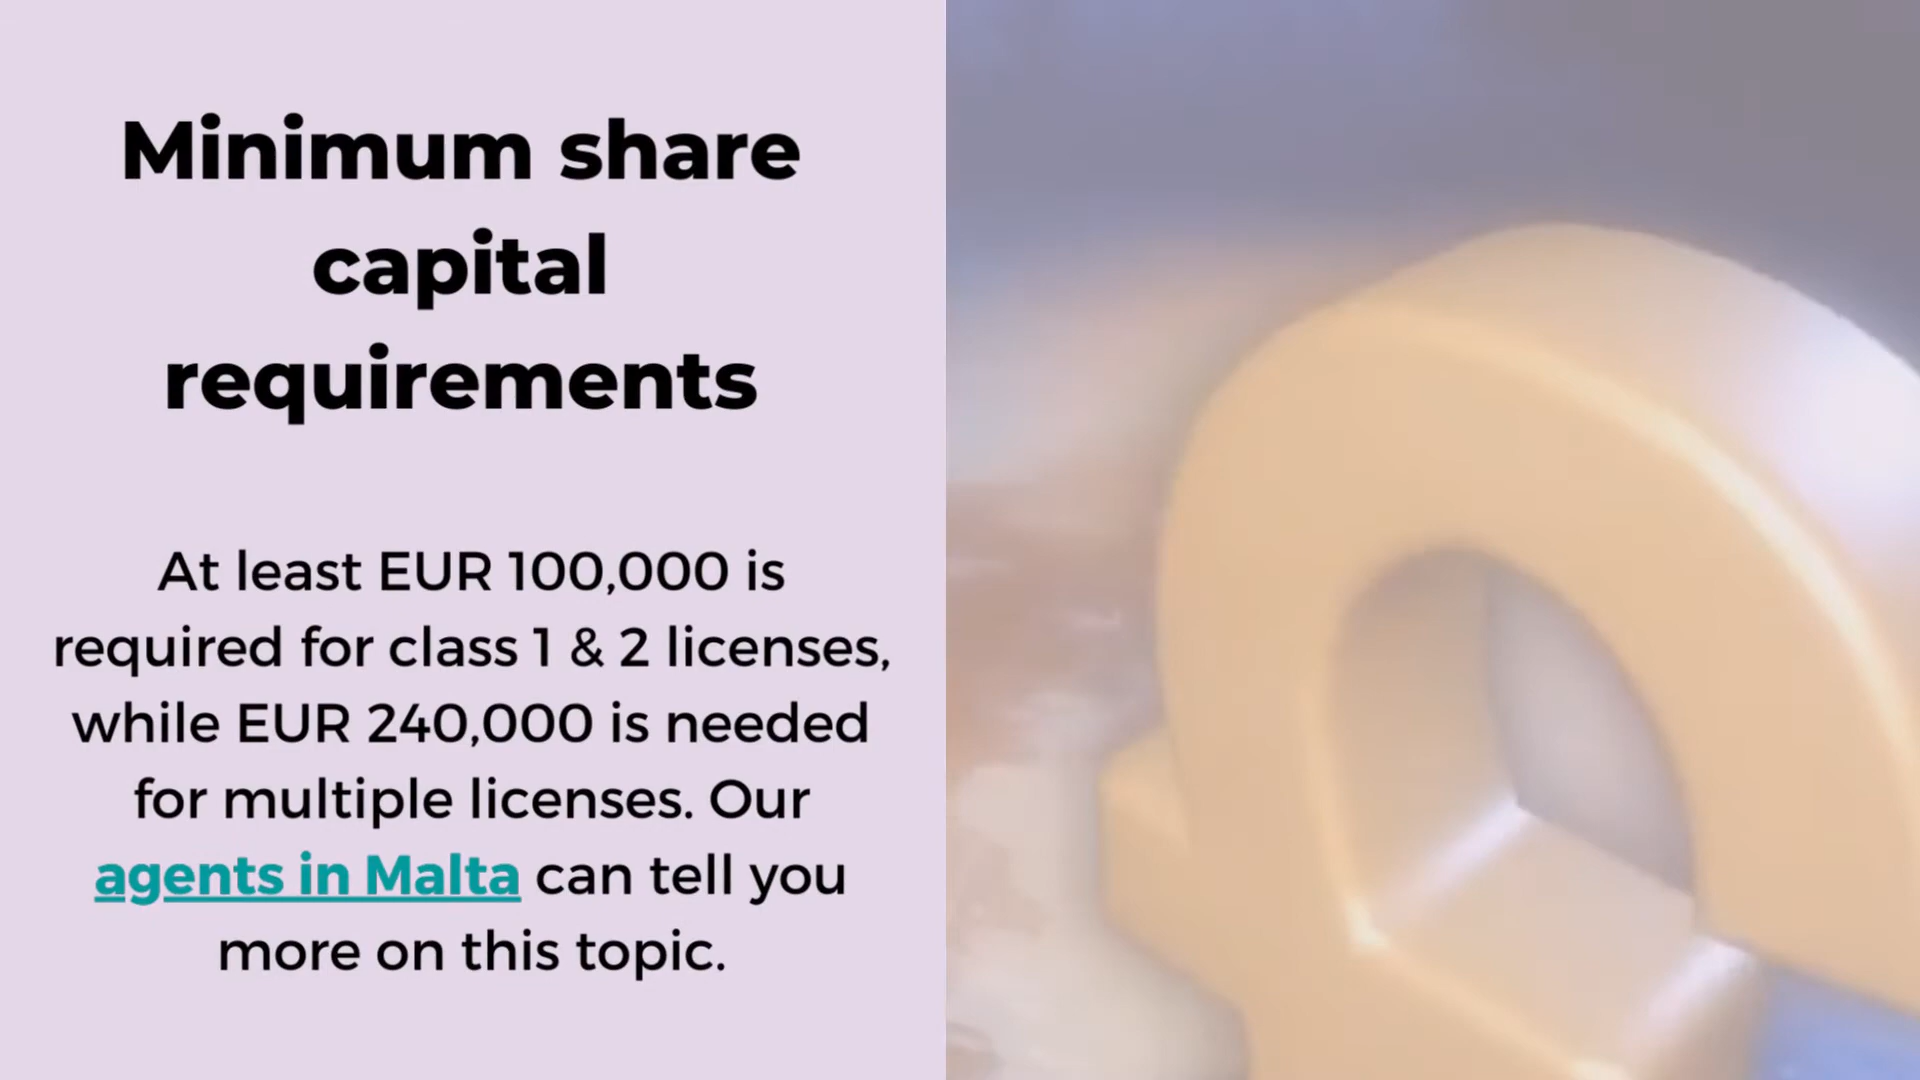 Minimum share
capital
requirements
At least EUR 100,000 is
required for class 1 & 2 licenses,
while EUR 240,000 is needed
for multiple licenses. Our
agents in Malta can tell you
more on this topic.